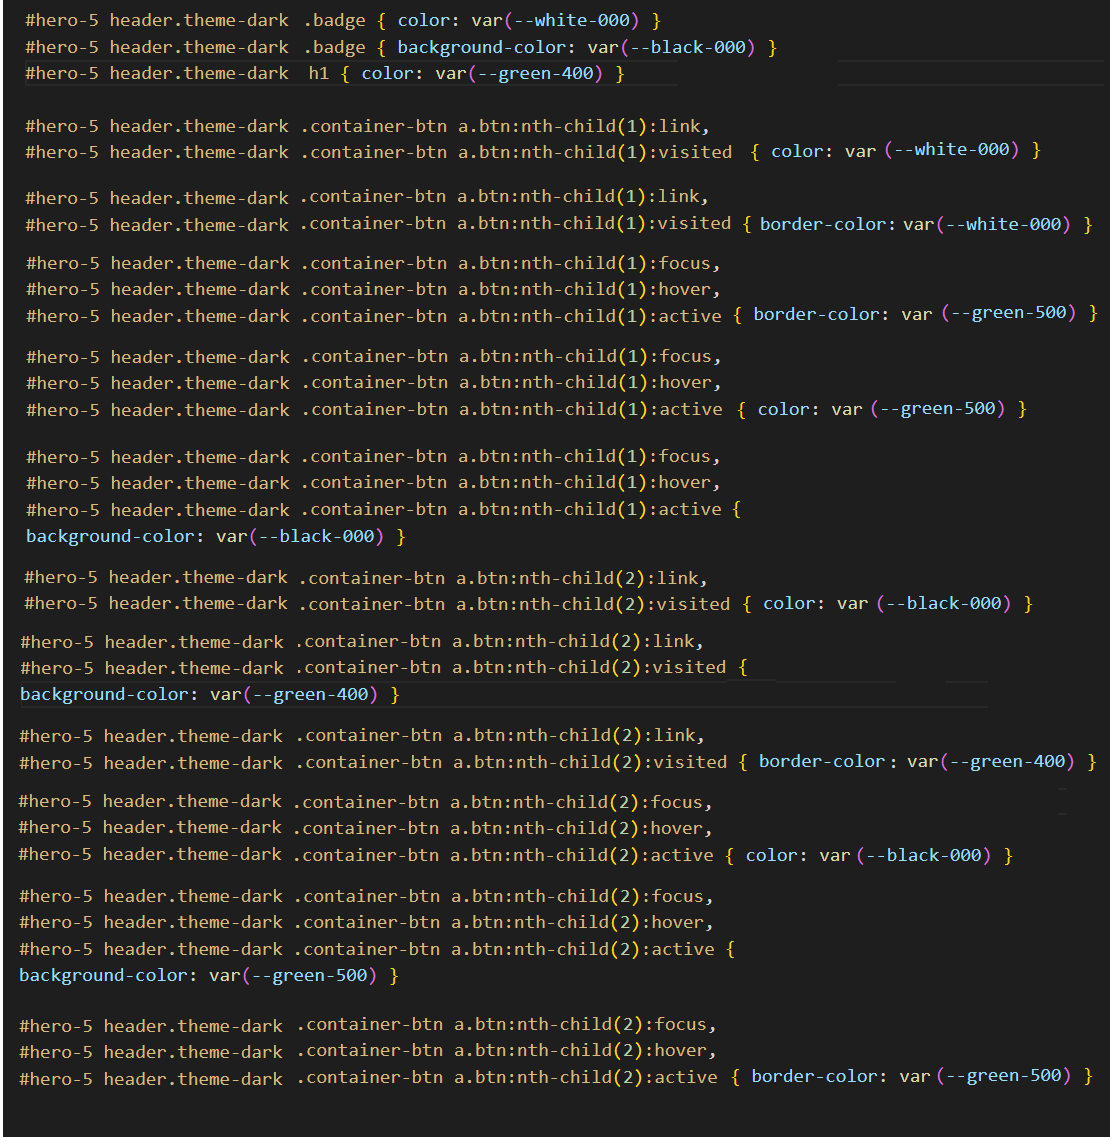 #hero-5 header.theme-dark .badge { color: var(--white-000) }
#hero-5 header.theme-dark .badge { background-color: var(--black-000) }
#hero-5 header.theme-dark h1 { color: var(--green-400) }
#hero-5 header.theme-dark .container-btn a.btn:nth-child(1):link,
#hero-5 header.theme-dark .container-btn a.btn:nth-child(1):visited { color: var (--white-000) }
#hero-5 header.theme-dark .container-btn a.btn:nth-child(1):link,
#hero-5 header.theme-dark .container-btn a.btn:nth-child(1):visited { border-color: var(--white-000) }
#hero-5 header.theme-dark .container-btn a.btn:nth-child(1):focus,
#hero-5 header.theme-dark .container-btn a.btn:nth-child(1):hover,
#hero-5 header.theme-dark .container-btn a.btn:nth-child(1):active { border-color: var (--green-500) }
#hero-5 header.theme-dark .container-btn a.btn:nth-child(1):focus,
#hero-5 header.theme-dark .container-btn a.btn:nth-child(1):hover,
#hero-5 header.theme-dark .container-btn a.btn:nth-child(1):active { color: var (--green-500) }
#hero-5 header.theme-dark .container-btn a.btn:nth-child(1):focus,
#hero-5 header.theme-dark .container-btn a.btn:nth-child(1):hover,
#hero-5 header.theme-dark .container-btn a.btn:nth-child(1):active {
background-color: var(--black-000) }
#hero-5 header.theme-dark .container-btn a.btn:nth-child(2):link,
#hero-5 header.theme-dark .container-btn a.btn:nth-child(2):visited { color: var (--black-000) }
#hero-5 header.theme-dark .container-btn a.btn:nth-child(2):link,
#hero-5 header.theme-dark .container-btn a.btn:nth-child(2):visited {
background-color: var(--green-400) }
#hero-5 header.theme-dark .container-btn a.btn:nth-child(2):link,
#hero-5 header.theme-dark .container-btn a.btn:nth-child(2):visited { border-color: var(--green-400) }
#hero-5 header.theme-dark .container-btn a.btn:nth-child(2):focus,
#hero-5 header.theme-dark .container-btn a.btn:nth-child(2):hover,
#hero-5 header.theme-dark .container-btn a.btn:nth-child(2):active { color: var (--black-000) }
#hero-5 header.theme-dark .container-btn a.btn:nth-child(2):focus,
#hero-5 header.theme-dark .container-btn a.btn:nth-child(2):hover,
#hero-5 header.theme-dark .container-btn a.btn:nth-child(2):active {
background-color: var(--green-500) }
#hero-5 header.theme-dark .container-btn a.btn:nth-child(2):focus,
#hero-5 header.theme-dark .container-btn a.btn:nth-child(2):hover,
#hero-5 header.theme-dark .container-btn a.btn:nth-child(2):active { border-color: var (--green-500) }